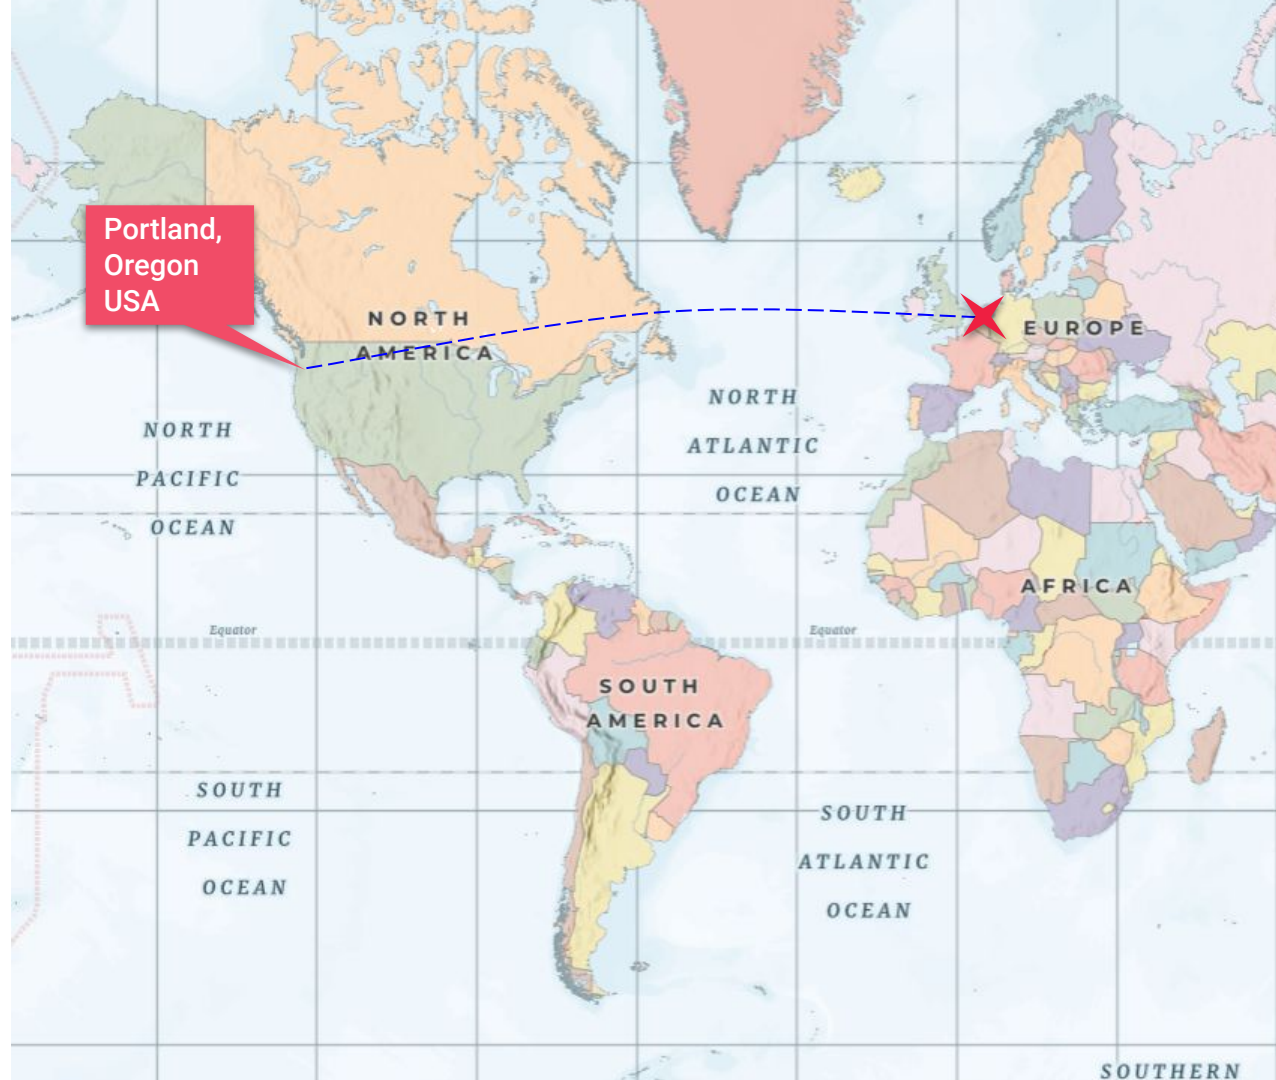 Portland,
Oregon
USA
NORTH
AMERICA
EUROPE
NORTH
ATLANTIC
OCEAN
NORTH
PACIFIC
OCEAN
AFRICA
Equator
Equator
SOUTH
AMERICA
SOUTH
PACIFIC
OCEAN
SOUTH
ATLANTIC
OCEAN
SOUTHERN